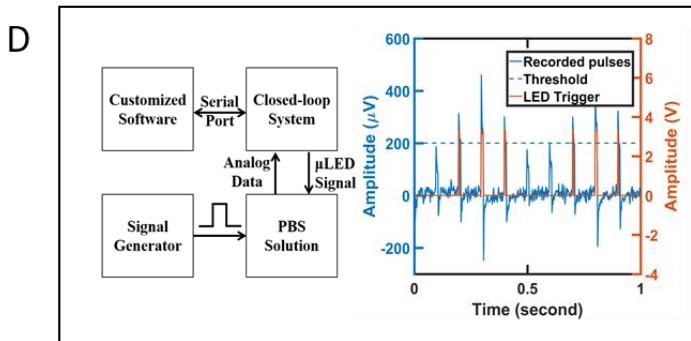 D
Customized
Software
Serial
Port
Closed-loop
System
Analog
Data
μLED
Signal
Signal
Generator
PBS
Solution
Amplitude (μV)
600
400
200
0
-200
Recorded pulses
Threshold
LED Trigger
8
6
4
2
0
-2
-4
Amplitude (V)
0
0.5
1
Time (second)